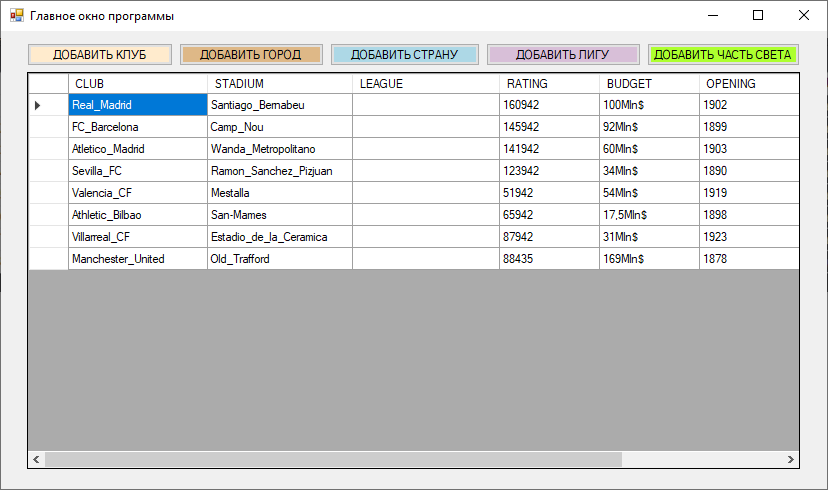 Главное окно программы
ДОБАВИТЬ КЛУБ ДОБАВИТЬ ГОРОД ДОБАВИТЬ СТРАНУ ДОБАВИТЬ ЛИГУ ДОБАВИТЬ ЧАСТЬ СВЕТА
CLUB STADIUM LEAGUE RATING BUDGET OPENING
Real_Madrid Santiago_Bernabeu 160942 100Mln$ 1902
FC_Barcelona Camp_Nou 145942 92Mln$ 1899
Atletico_Madrid Wanda_Metropolitano 141942 60Mln$ 1903
Sevilla_FC Ramon_Sanchez_Pizjuan 123942 34Mln$ 1890
Valencia_CF Mestalla 51942 54Mln$ 1919
Athletic_Bilbao San-Mames 65942 17,5Mln$ 1898
Villarreal_CF Estadio_de_la_Ceramica 87942 31Mln$ 1923
Manchester_United Old_Trafford 88435 169Mln$ 1878